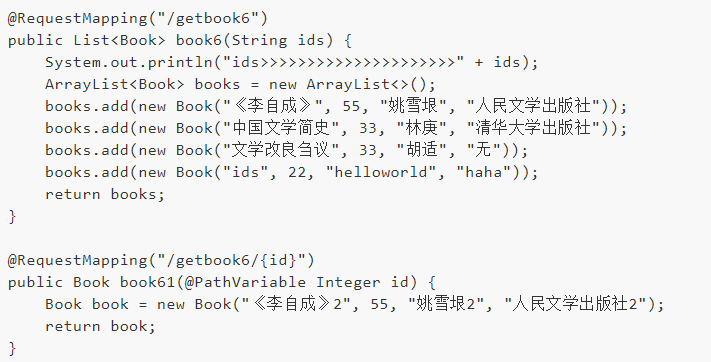 @RequestMapping("/getbook6")
public List<Book> book6(String ids) {
    System.out.println("ids>>>>>>>>>>>>>>>>>>>>>" + ids);
    ArrayList<Book> books = new ArrayList<>();
    books.add(new Book("《李自成》", 55, "姚雪垠", "人民文学出版社"));
    books.add(new Book("中国文学简史", 33, "林庚", "清华大学出版社"));
    books.add(new Book("文学改良刍议", 33, "胡适", "无"));
    books.add(new Book("ids", 22, "helloworld", "haha"));
    return books;
}
@RequestMapping("/getbook6/{id}")
public Book book61(@PathVariable Integer id) {
    Book book = new Book("《李自成》2", 55, "姚雪垠2", "人民文学出版社2");
    return book;
}